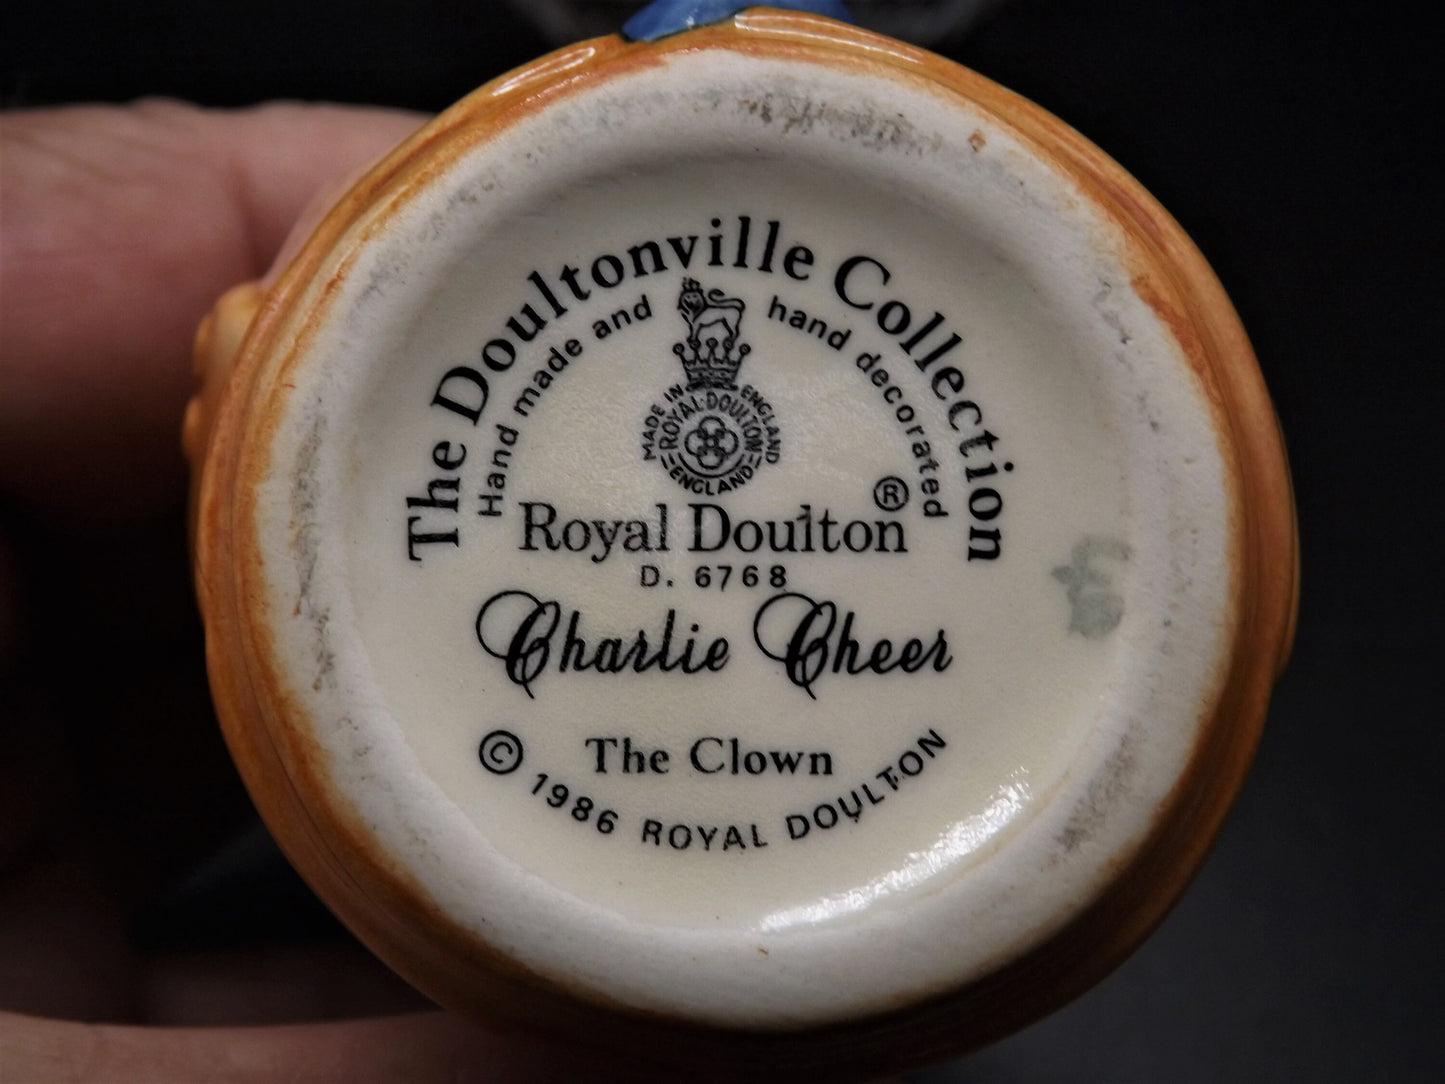 The Doultonville Collection
Hand made and hand decorated
MADE IN ENGLAND
ROYAL·DOULTON
ENGLAND
Royal Doulton ®
D. 6768
Charlie Cheer
The Clown
© 1986 ROYAL DOULTON